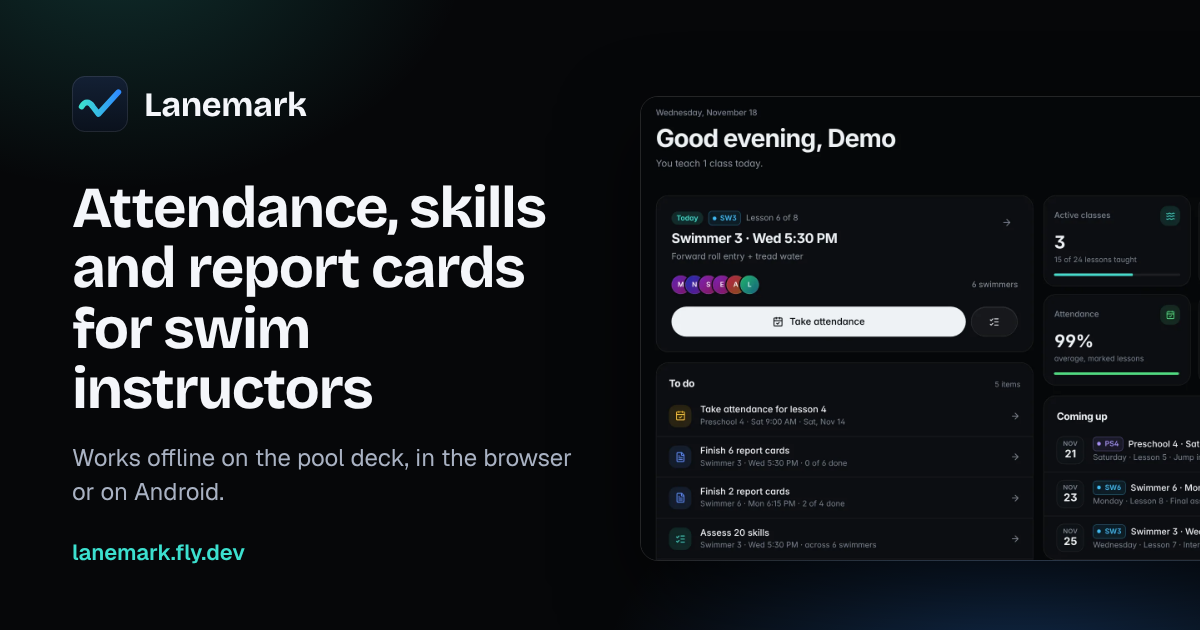 Lanemark
Attendance, skills
and report cards
for swim
instructors
Works offline on the pool deck, in the browser
or on Android.
lanemark.fly.dev
Wednesday, November 18
Good evening, Demo
You teach 1 class today.
Today SW3 Lesson 6 of 8
Swimmer 3 · Wed 5:30 PM
Forward roll entry + tread water
M N S E A L
6 swimmers
Take attendance
To do
5 items
Take attendance for lesson 4
Preschool 4 · Sat 9:00 AM · Sat, Nov 14
Finish 6 report cards
Swimmer 3 · Wed 5:30 PM · 0 of 6 done
Finish 2 report cards
Swimmer 6 · Mon 6:15 PM · 2 of 4 done
Assess 20 skills
Swimmer 3 · Wed 5:30 PM · across 6 swimmers
Active classes
3
15 of 24 lessons taught
Attendance
99%
average, marked lessons
Coming up
NOV
21
PS4 Preschool 4 · Sat
Saturday · Lesson 5 · Jump i
NOV
23
SW6 Swimmer 6 · Mo
Monday · Lesson 8 · Final as
NOV
25
SW3 Swimmer 3 · We
Wednesday · Lesson 7 · Inter